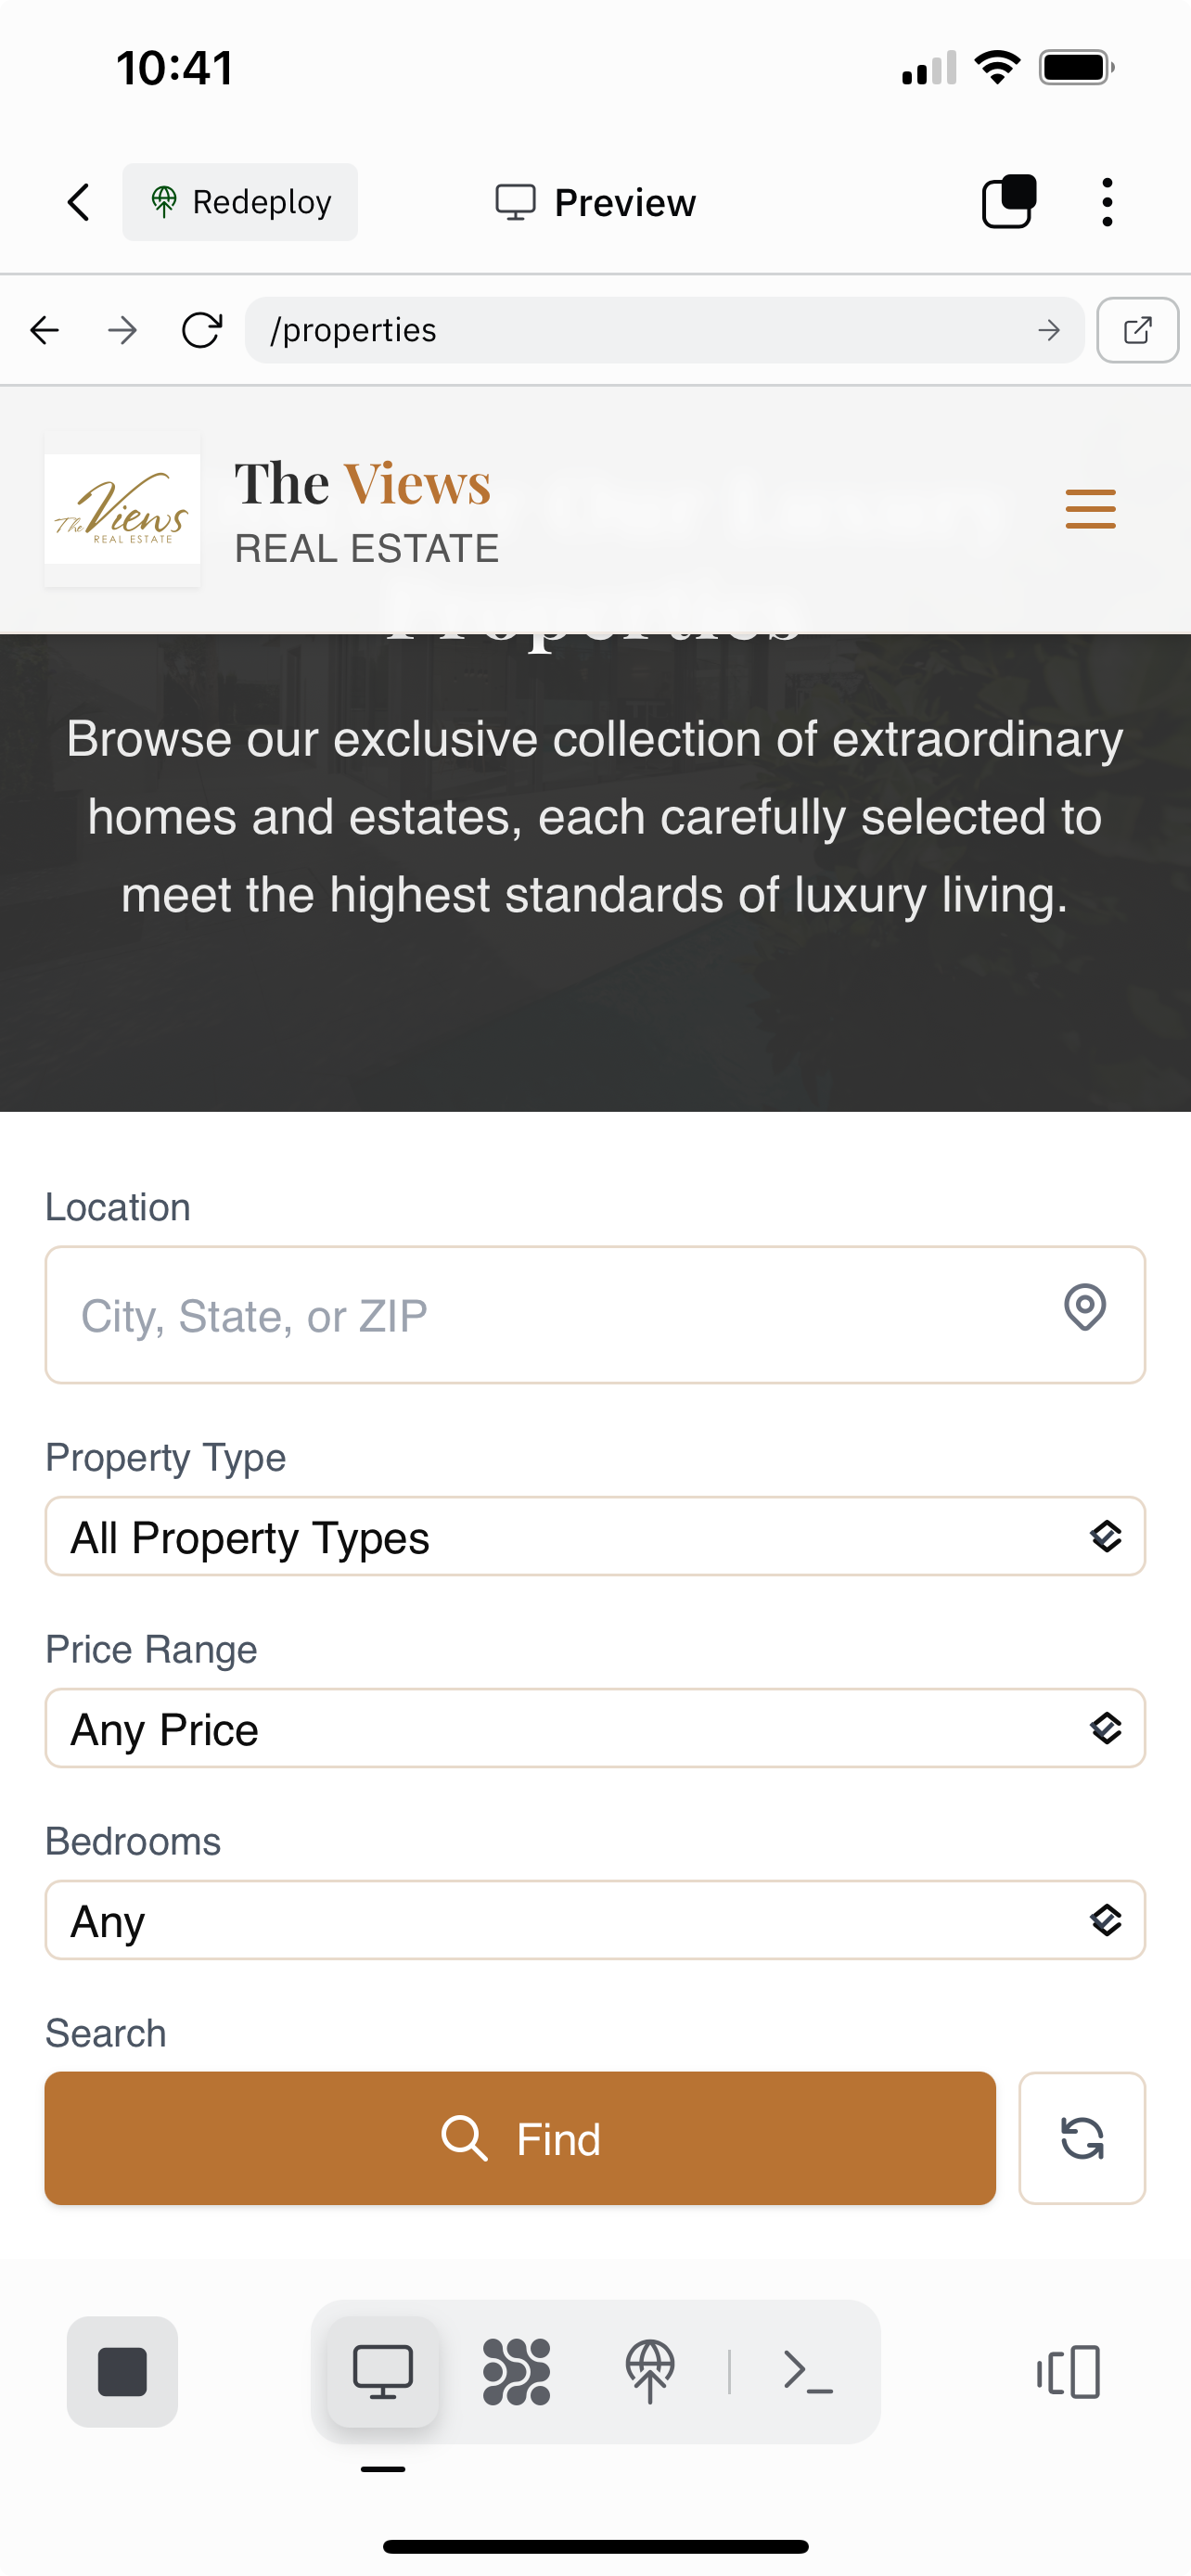 10:41
Redeploy
Preview
/properties
The Views
REAL ESTATE
The Views
REAL ESTATE
Properties
Browse our exclusive collection of extraordinary
homes and estates, each carefully selected to
meet the highest standards of luxury living.
Location
City, State, or ZIP
Property Type
All Property Types
Price Range
Any Price
Bedrooms
Any
Search
Find